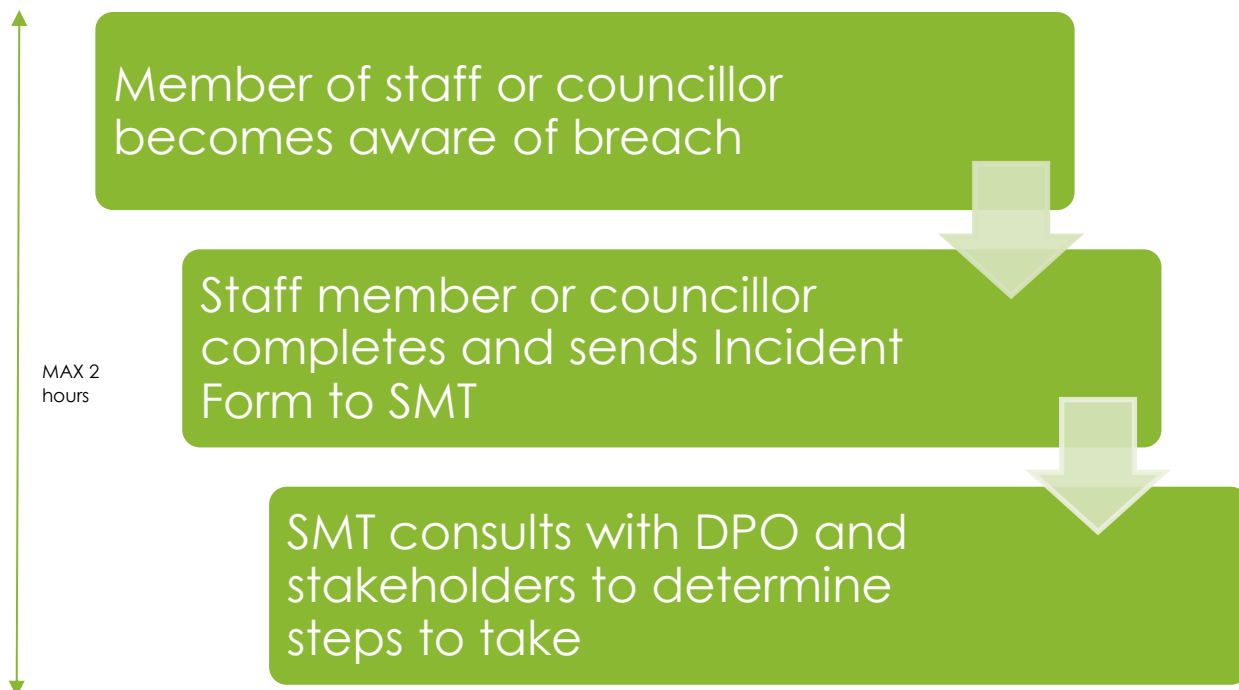 Member of staff or councillor
becomes aware of breach
Staff member or councillor
completes and sends Incident
Form to SMT
MAX 2
hours
SMT consults with DPO and
stakeholders to determine
steps to take